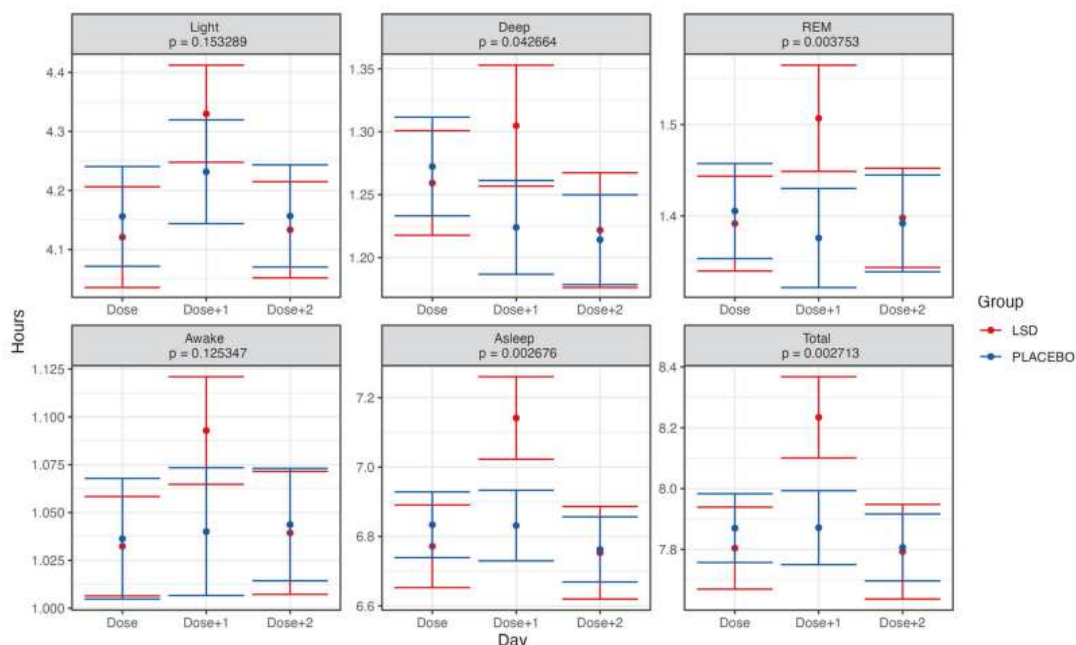 Light
p = 0.153289
Deep
p = 0.042664
REM
p = 0.003753
4.4
4.3
4.2
4.1
1.35
1.30
1.25
1.20
1.5
1.4
Dose Dose+1 Dose+2
Dose Dose+1 Dose+2
Dose Dose+1 Dose+2
Hours
Awake
p = 0.125347
Asleep
p = 0.002676
Total
p = 0.002713
1.125
1.100
1.075
1.050
1.025
1.000
7.2
7.0
6.8
6.6
8.4
8.2
8.0
7.8
Dose Dose+1 Dose+2
Dose Dose+1 Dose+2
Dose Dose+1 Dose+2
Day
Group
LSD
PLACEBO